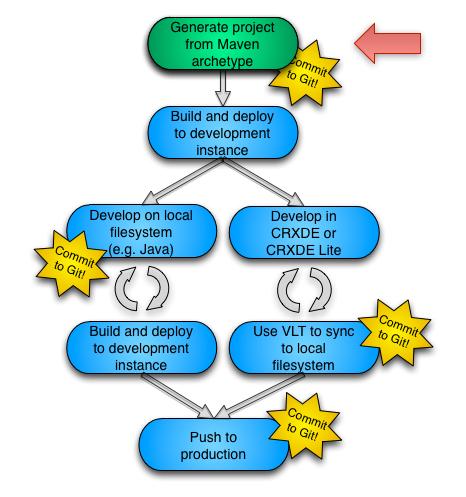 Generate project
from Maven
archetype
Commit
to Git!
Build and deploy
to development
instance
Develop on local
filesystem
(e.g. Java)
Commit
to Git!
Develop in
CRXDE or
CRXDE Lite
Build and deploy
to development
instance
Use VLT to sync
to local
filesystem
Commit
to Git!
Push to
production
Commit
to Git!